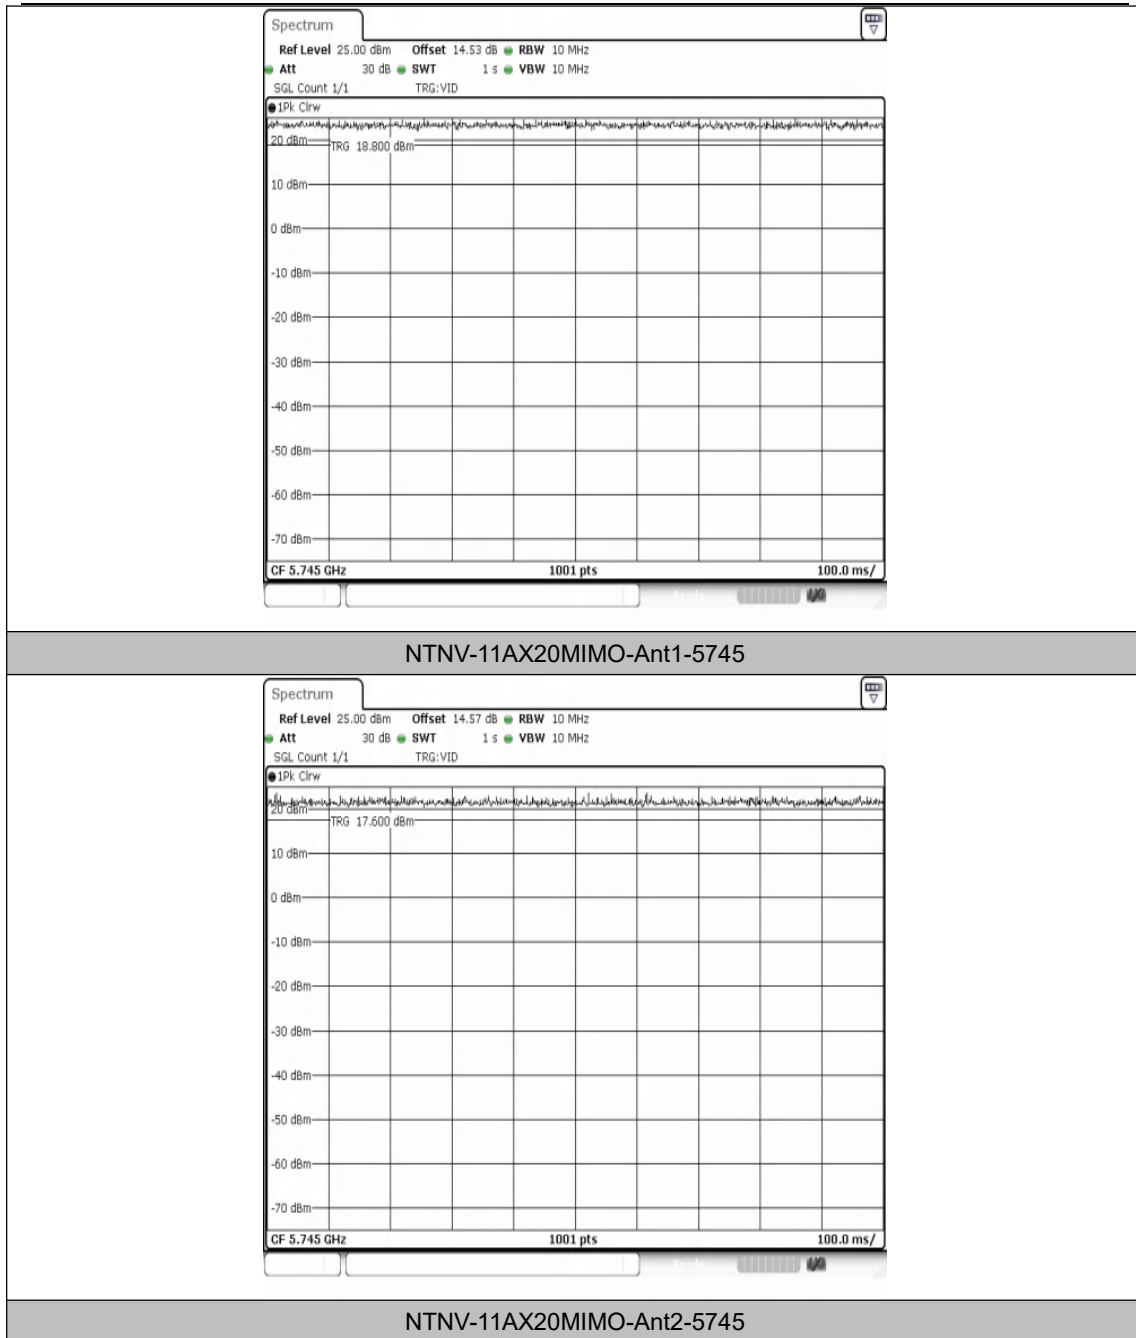 Spectrum
Ref Level 25.00 dBm Offset 14.53 dB RBW 10 MHz
Att 30 dB SWT 1 s VBW 10 MHz
SGL Count 1/1 TRG:VID
1Pk Clrw
20 dBm
TRG 18.800 dBm
10 dBm
0 dBm
-10 dBm
-20 dBm
-30 dBm
-40 dBm
-50 dBm
-60 dBm
-70 dBm
CF 5.745 GHz 1001 pts 100.0 ms/
NTNV-11AX20MIMO-Ant1-5745
Spectrum
Ref Level 25.00 dBm Offset 14.57 dB RBW 10 MHz
Att 30 dB SWT 1 s VBW 10 MHz
SGL Count 1/1 TRG:VID
1Pk Clrw
20 dBm
TRG 17.600 dBm
10 dBm
0 dBm
-10 dBm
-20 dBm
-30 dBm
-40 dBm
-50 dBm
-60 dBm
-70 dBm
CF 5.745 GHz 1001 pts 100.0 ms/
NTNV-11AX20MIMO-Ant2-5745